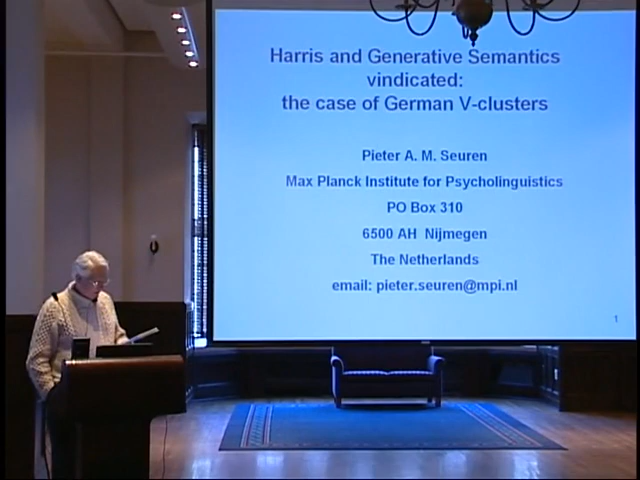 Harris and Generative Semantics
vindicated:
the case of German V-clusters
Pieter A. M. Seuren
Max Planck Institute for Psycholinguistics
PO Box 310
6500 AH Nijmegen
The Netherlands
email: pieter.seuren@mpi.nl
1